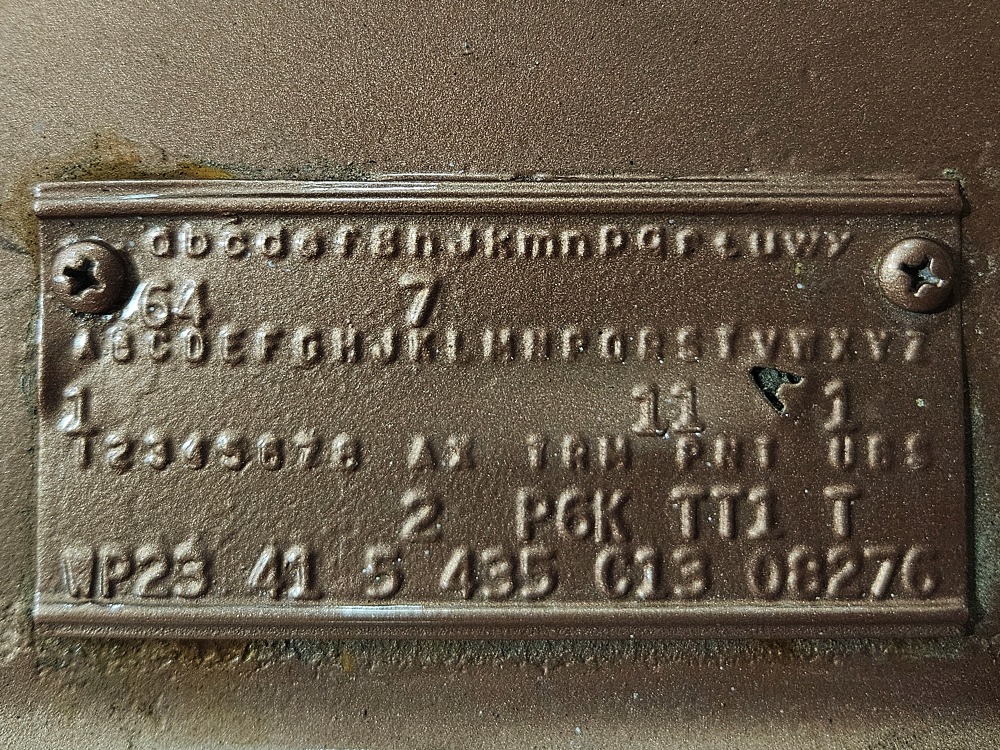 abcdefghJkmnpqrtuwy
64 7
ABCDEFGHJKLMNPQRSTVWXYZ
1 11 1
12345678 AX TRM PNT UBS
2 P6K TT1 T
WP23 41 5 435 C13 08276